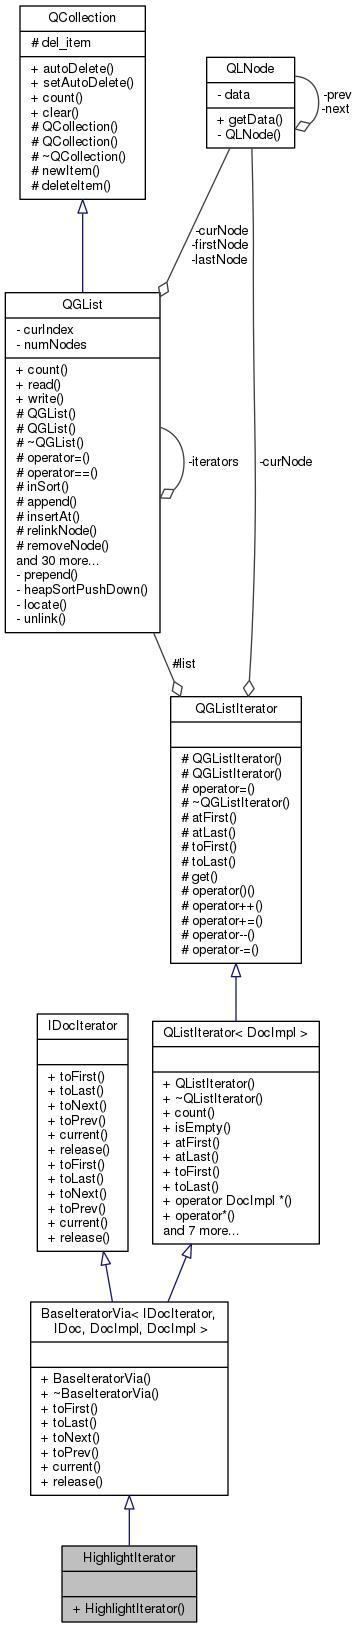 QCollection
# del_item
+ autoDelete()
+ setAutoDelete()
+ count()
+ clear()
# QCollection()
# QCollection()
# ~QCollection()
# newItem()
# deleteItem()
QLNode
- data
+ getData()
- QLNode()
-prev
-next
-curNode
-firstNode
-lastNode
QGList
- curIndex
- numNodes
+ count()
+ read()
+ write()
# QGList()
# QGList()
# ~QGList()
# operator=()
# operator==()
# inSort()
# append()
# insertAt()
# relinkNode()
# removeNode()
and 30 more...
- prepend()
- heapSortPushDown()
- locate()
- unlink()
-iterators
-curNode
#list
QGListIterator
# QGListIterator()
# QGListIterator()
# operator=()
# ~QGListIterator()
# atFirst()
# atLast()
# toFirst()
# toLast()
# get()
# operator()()
# operator++()
# operator+=()
# operator--()
# operator-=()
IDocIterator
+ toFirst()
+ toLast()
+ toNext()
+ toPrev()
+ current()
+ release()
+ toFirst()
+ toLast()
+ toNext()
+ toPrev()
+ current()
+ release()
QListIterator< DocImpl >
+ QListIterator()
+ ~QListIterator()
+ count()
+ isEmpty()
+ atFirst()
+ atLast()
+ toFirst()
+ toLast()
+ operator DocImpl *()
+ operator*()
and 7 more...
BaseIteratorVia< IDocIterator,
IDoc, DocImpl, DocImpl >
+ BaseIteratorVia()
+ ~BaseIteratorVia()
+ toFirst()
+ toLast()
+ toNext()
+ toPrev()
+ current()
+ release()
HighlightIterator
+ HighlightIterator()